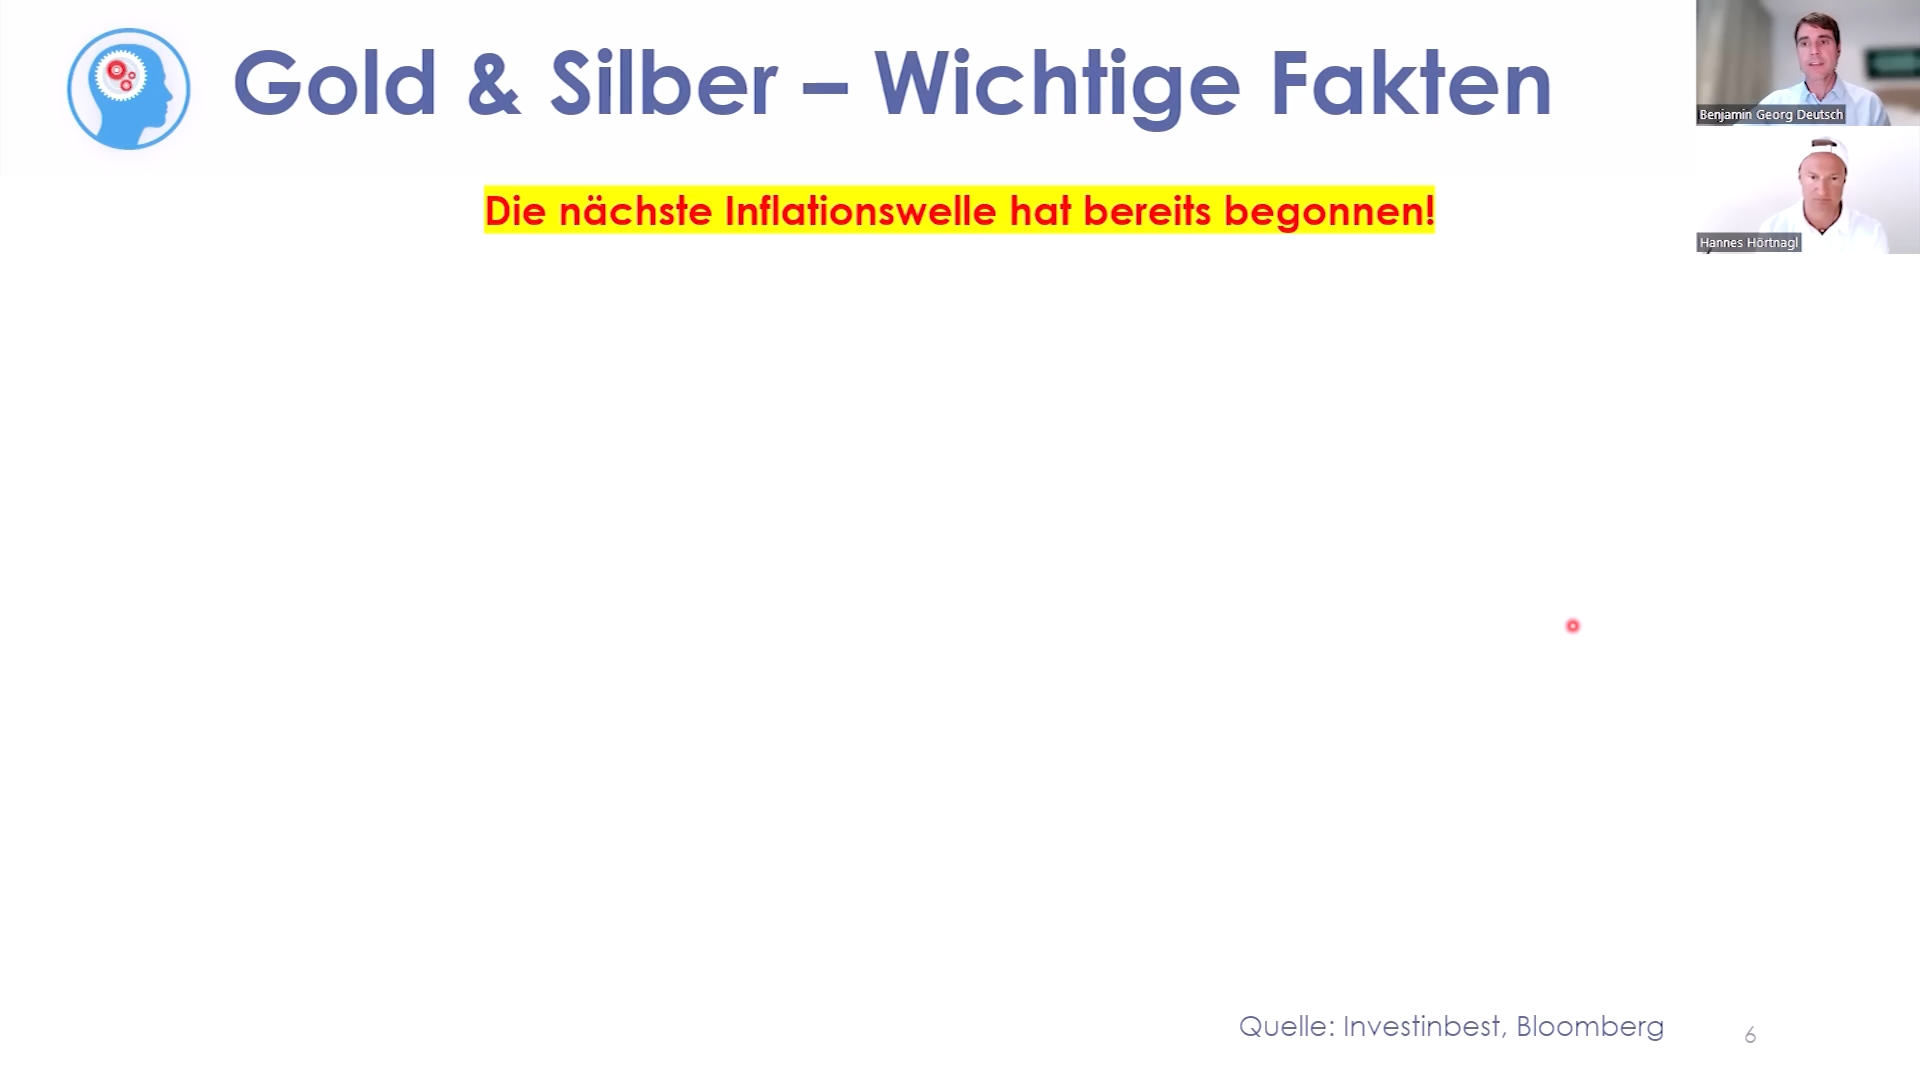 Gold & Silber – Wichtige Fakten
Benjamin Georg Deutsch
Die nächste Inflationswelle hat bereits begonnen!
Hannes Hörtnagl
Quelle: Investinbest, Bloomberg
6